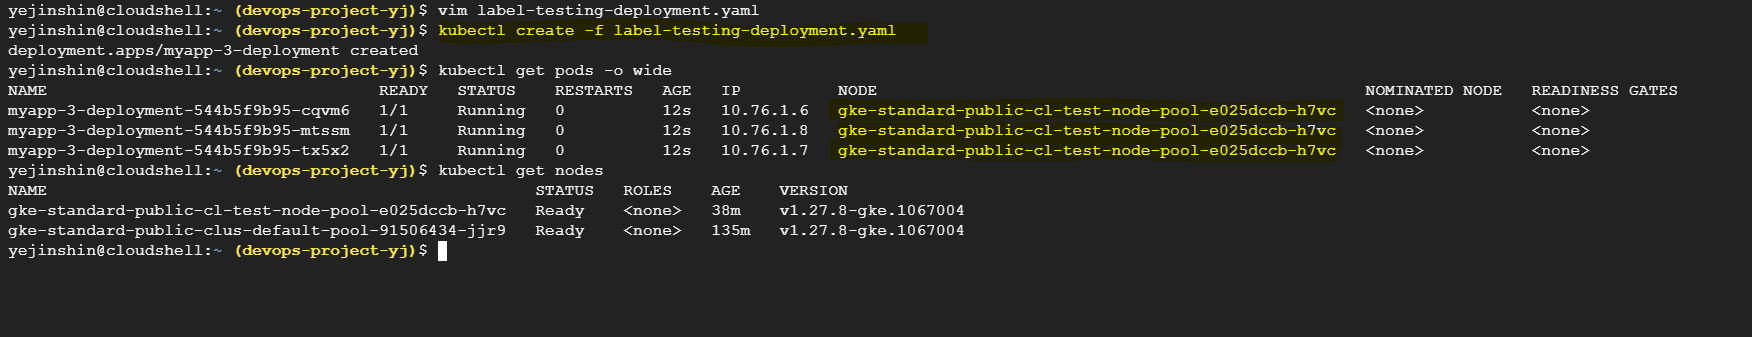 yejinshin@cloudshell:~ (devops-project-yj)$ vim label-testing-deployment.yaml
yejinshin@cloudshell:~ (devops-project-yj)$ kubectl create -f label-testing-deployment.yaml
deployment.apps/myapp-3-deployment created
yejinshin@cloudshell:~ (devops-project-yj)$ kubectl get pods -o wide
NAME READY STATUS RESTARTS AGE IP NODE NOMINATED NODE READINESS GATES
myapp-3-deployment-544b5f9b95-cqvm6 1/1 Running 0 12s 10.76.1.6 gke-standard-public-cl-test-node-pool-e025dccb-h7vc <none> <none>
myapp-3-deployment-544b5f9b95-mtssm 1/1 Running 0 12s 10.76.1.8 gke-standard-public-cl-test-node-pool-e025dccb-h7vc <none> <none>
myapp-3-deployment-544b5f9b95-tx5x2 1/1 Running 0 12s 10.76.1.7 gke-standard-public-cl-test-node-pool-e025dccb-h7vc <none> <none>
yejinshin@cloudshell:~ (devops-project-yj)$ kubectl get nodes
NAME STATUS ROLES AGE VERSION
gke-standard-public-cl-test-node-pool-e025dccb-h7vc Ready <none> 38m v1.27.8-gke.1067004
gke-standard-public-clus-default-pool-91506434-jjr9 Ready <none> 135m v1.27.8-gke.1067004
yejinshin@cloudshell:~ (devops-project-yj)$